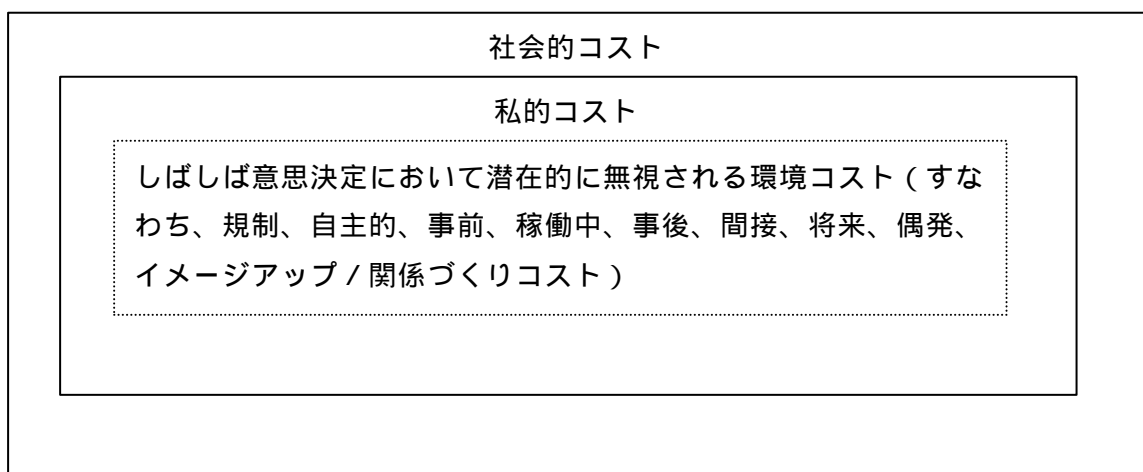 社会的コスト
私的コスト
しばしば意思決定において潜在的に無視される環境コスト（すな
わち、規制、自主的、事前、稼働中、事後、間接、将来、偶発、
イメージアップ／関係づくりコスト）